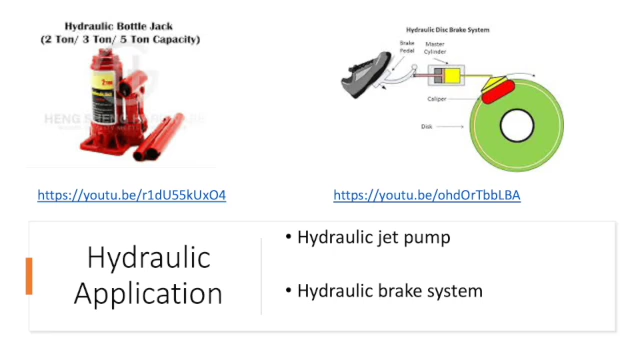 Hydraulic Bottle Jack
(2 Ton/ 3 Ton/ 5 Ton Capacity)
Hydraulic Disc Brake System
Brake
Pedal
Master
Cylinder
Caliper
Disk
https://youtu.be/r1dU55kUxO4
https://youtu.be/ohdOrTbbLBA
Hydraulic
Application
• Hydraulic jet pump
• Hydraulic brake system